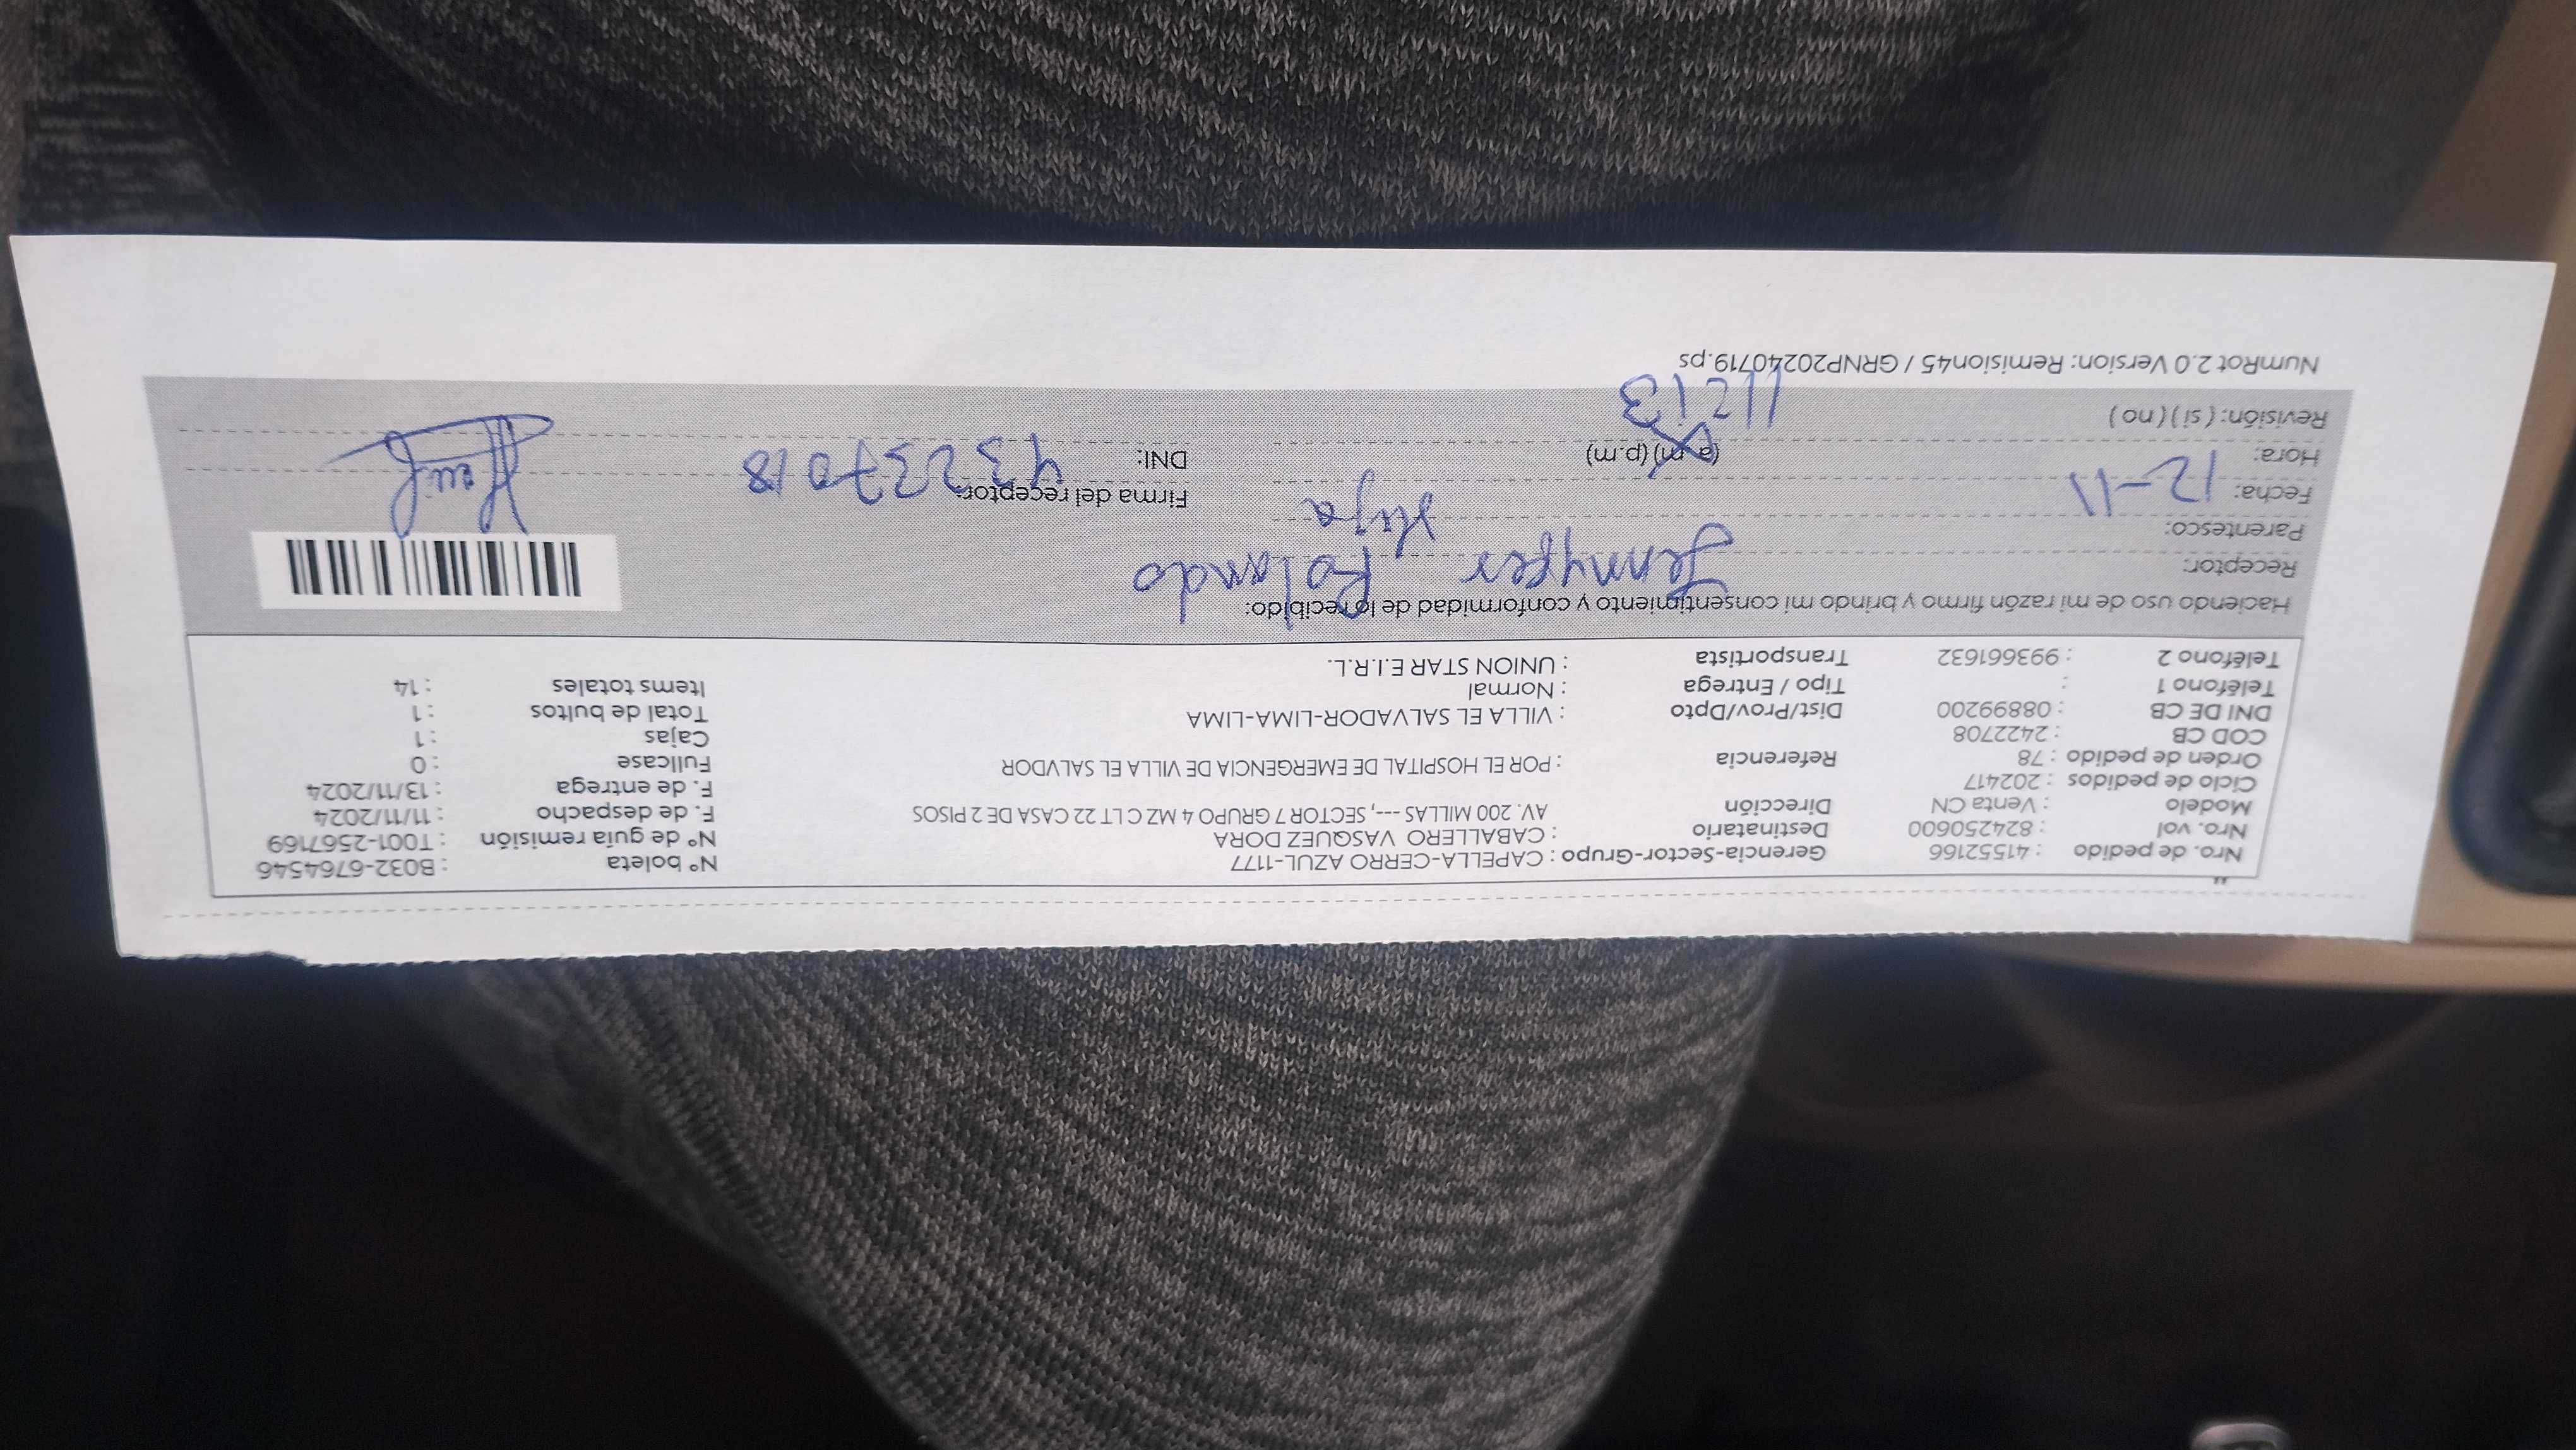 Nro. de pedido : 41552166 Gerencia-Sector-Grupo : CAPELLA-CERRO AZUL-1177 N° boleta : B032-6764546
Nro. vol : 824250600 Destinatario : CABALLERO VASQUEZ DORA N° de guía remisión : T001-2567169
Modelo : Venta CN Dirección AV. 200 MILLAS ---, SECTOR 7 GRUPO 4 MZ C LT 22 CASA DE 2 PISOS F. de despacho : 11/11/2024
Ciclo de pedidos : 202417 F. de entrega : 13/11/2024
Orden de pedido : 78 Referencia : POR EL HOSPITAL DE EMERGENCIA DE VILLA EL SALVDOR Fullcase : 0
COD CB : 2422708 Cajas : 1
DNI DE CB : 08899200 Dist/Prov/Dpto : VILLA EL SALVADOR-LIMA-LIMA Total de bultos : 1
Teléfono 1 : Tipo / Entrega : Normal Items totales : 14
Teléfono 2 : 993661632 Transportista : UNION STAR E.I.R.L.
Haciendo uso de mi razón firmo y brindo mi consentimiento y conformidad de lo recibido:
Receptor: Jennyfer Rolando
Parentesco: Hija
Fecha: 12-11 Firma del receptor:
Hora: (a.m) (p.m) DNI: 43237018
Revisión: (si) (no) 11213
NumRot 2.0 Version: Remision45 / GRNP20240719.ps